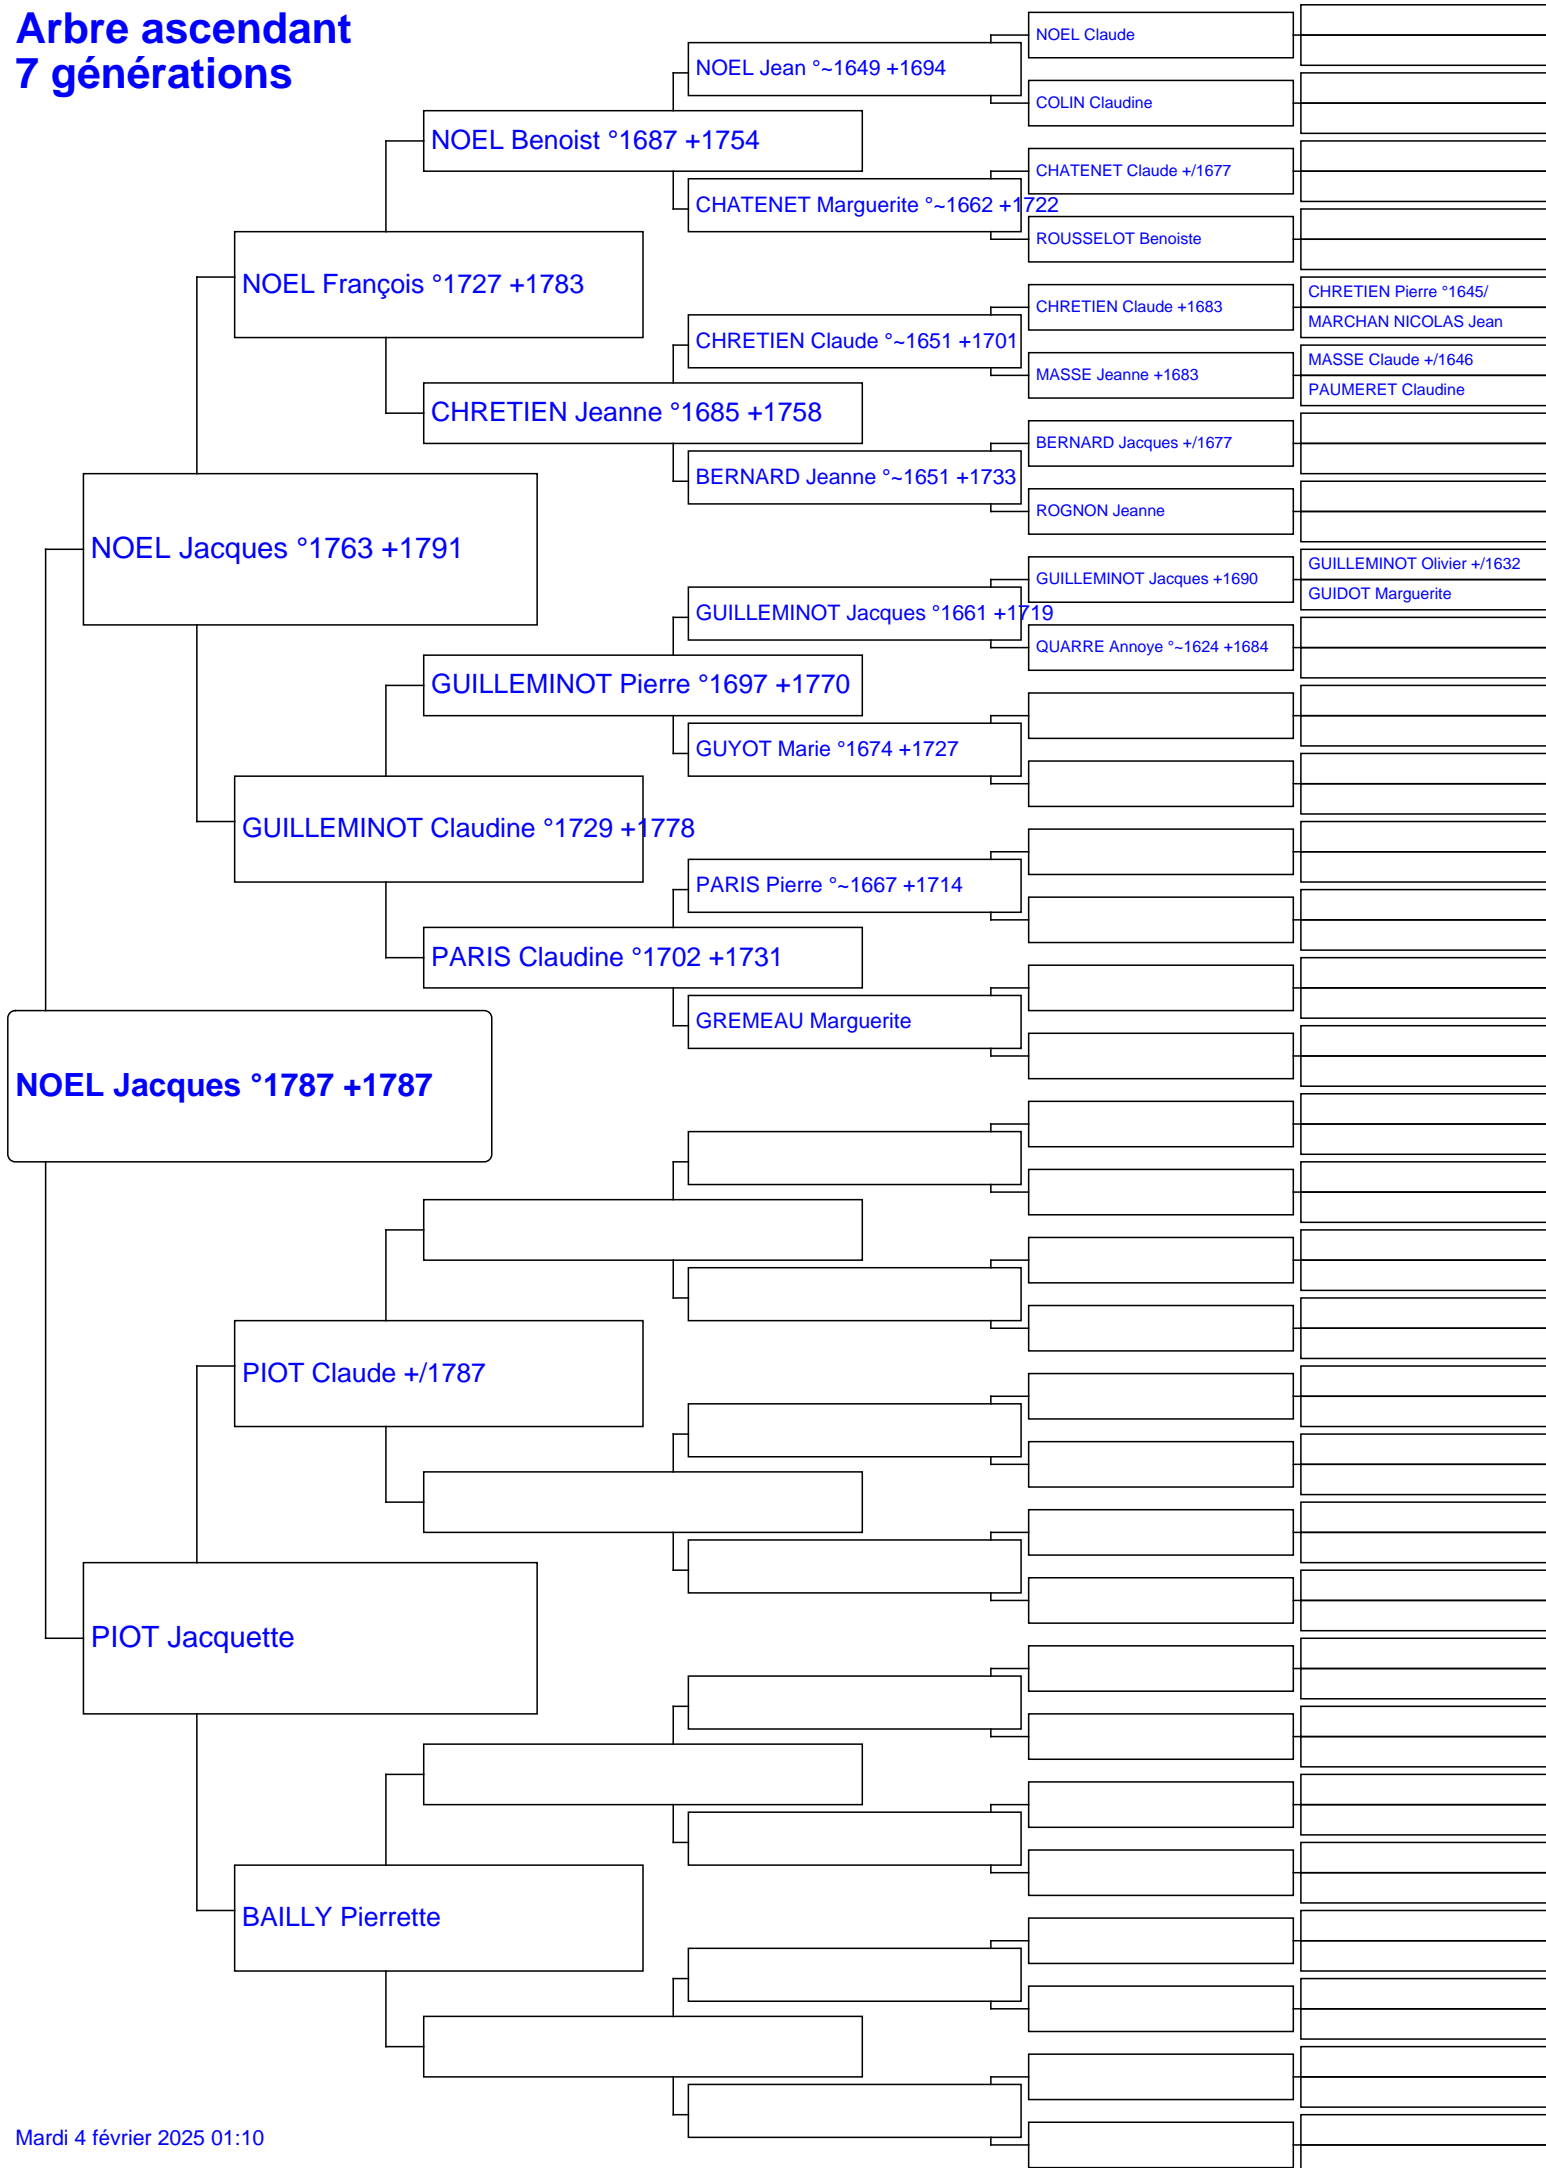 Arbre ascendant
7 générations
NOEL Claude
NOEL Jean °~1649 +1694
COLIN Claudine
NOEL Benoist °1687 +1754
CHATENET Claude +/1677
CHATENET Marguerite °~1662 +1722
ROUSSELOT Benoiste
NOEL François °1727 +1783
CHRETIEN Pierre °1645/
CHRETIEN Claude +1683
MARCHAN NICOLAS Jean
CHRETIEN Claude °~1651 +1701
MASSE Claude +/1646
MASSE Jeanne +1683
PAUMERET Claudine
CHRETIEN Jeanne °1685 +1758
BERNARD Jacques +/1677
BERNARD Jeanne °~1651 +1733
ROGNON Jeanne
NOEL Jacques °1763 +1791
GUILLEMINOT Olivier +/1632
GUILLEMINOT Jacques +1690
GUIDOT Marguerite
GUILLEMINOT Jacques °1661 +1719
QUARRE Annoye °~1624 +1684
GUILLEMINOT Pierre °1697 +1770
GUYOT Marie °1674 +1727
GUILLEMINOT Claudine °1729 +1778
PARIS Pierre °~1667 +1714
PARIS Claudine °1702 +1731
GREMEAU Marguerite
NOEL Jacques °1787 +1787
PIOT Claude +/1787
PIOT Jacquette
BAILLY Pierrette
Mardi 4 février 2025 01:10